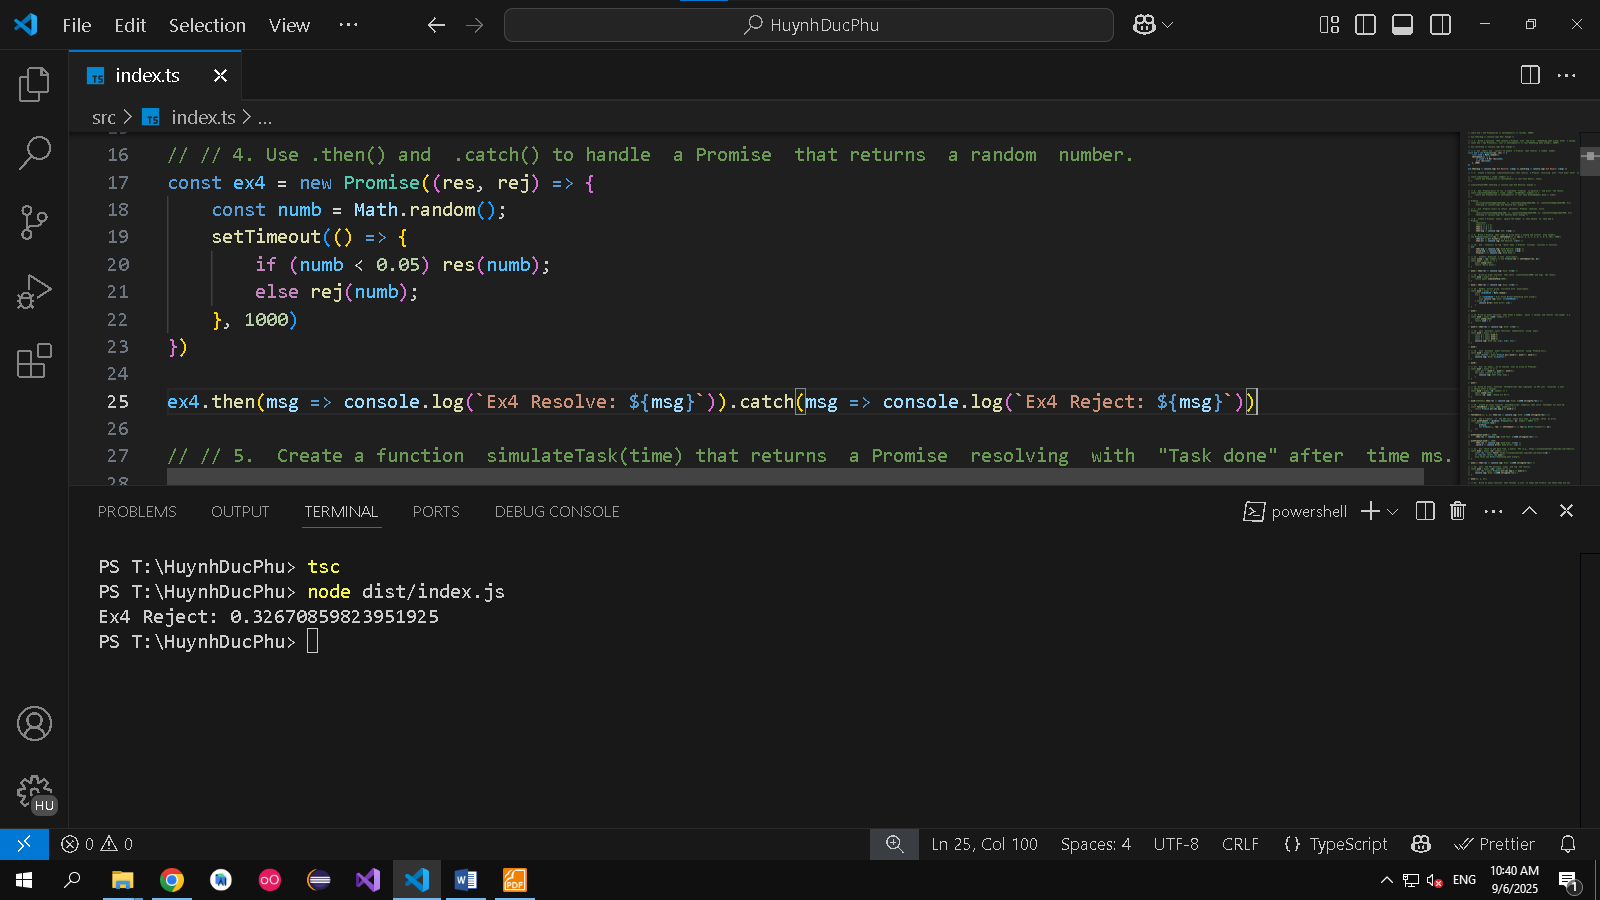 File Edit Selection View ··· HuynhDucPhu
TS index.ts
src > TS index.ts > ...
16 // // 4. Use .then() and  .catch() to handle  a Promise  that returns  a random  number.
17 const ex4 = new Promise((res, rej) => {
18     const numb = Math.random();
19     setTimeout(() => {
20         if (numb < 0.05) res(numb);
21         else rej(numb);
22     }, 1000)
23 })
24
25 ex4.then(msg => console.log(`Ex4 Resolve: ${msg}`)).catch(msg => console.log(`Ex4 Reject: ${msg}`))
26
27 // // 5.  Create a function  simulateTask(time) that returns  a Promise  resolving  with  "Task done" after  time ms.
28
PROBLEMS OUTPUT TERMINAL PORTS DEBUG CONSOLE powershell
PS T:\HuynhDucPhu> tsc
PS T:\HuynhDucPhu> node dist/index.js
Ex4 Reject: 0.32670859823951925
PS T:\HuynhDucPhu>
HU
0 0 Ln 25, Col 100 Spaces: 4 UTF-8 CRLF {} TypeScript Prettier
ENG 10:40 AM
9/6/2025
1